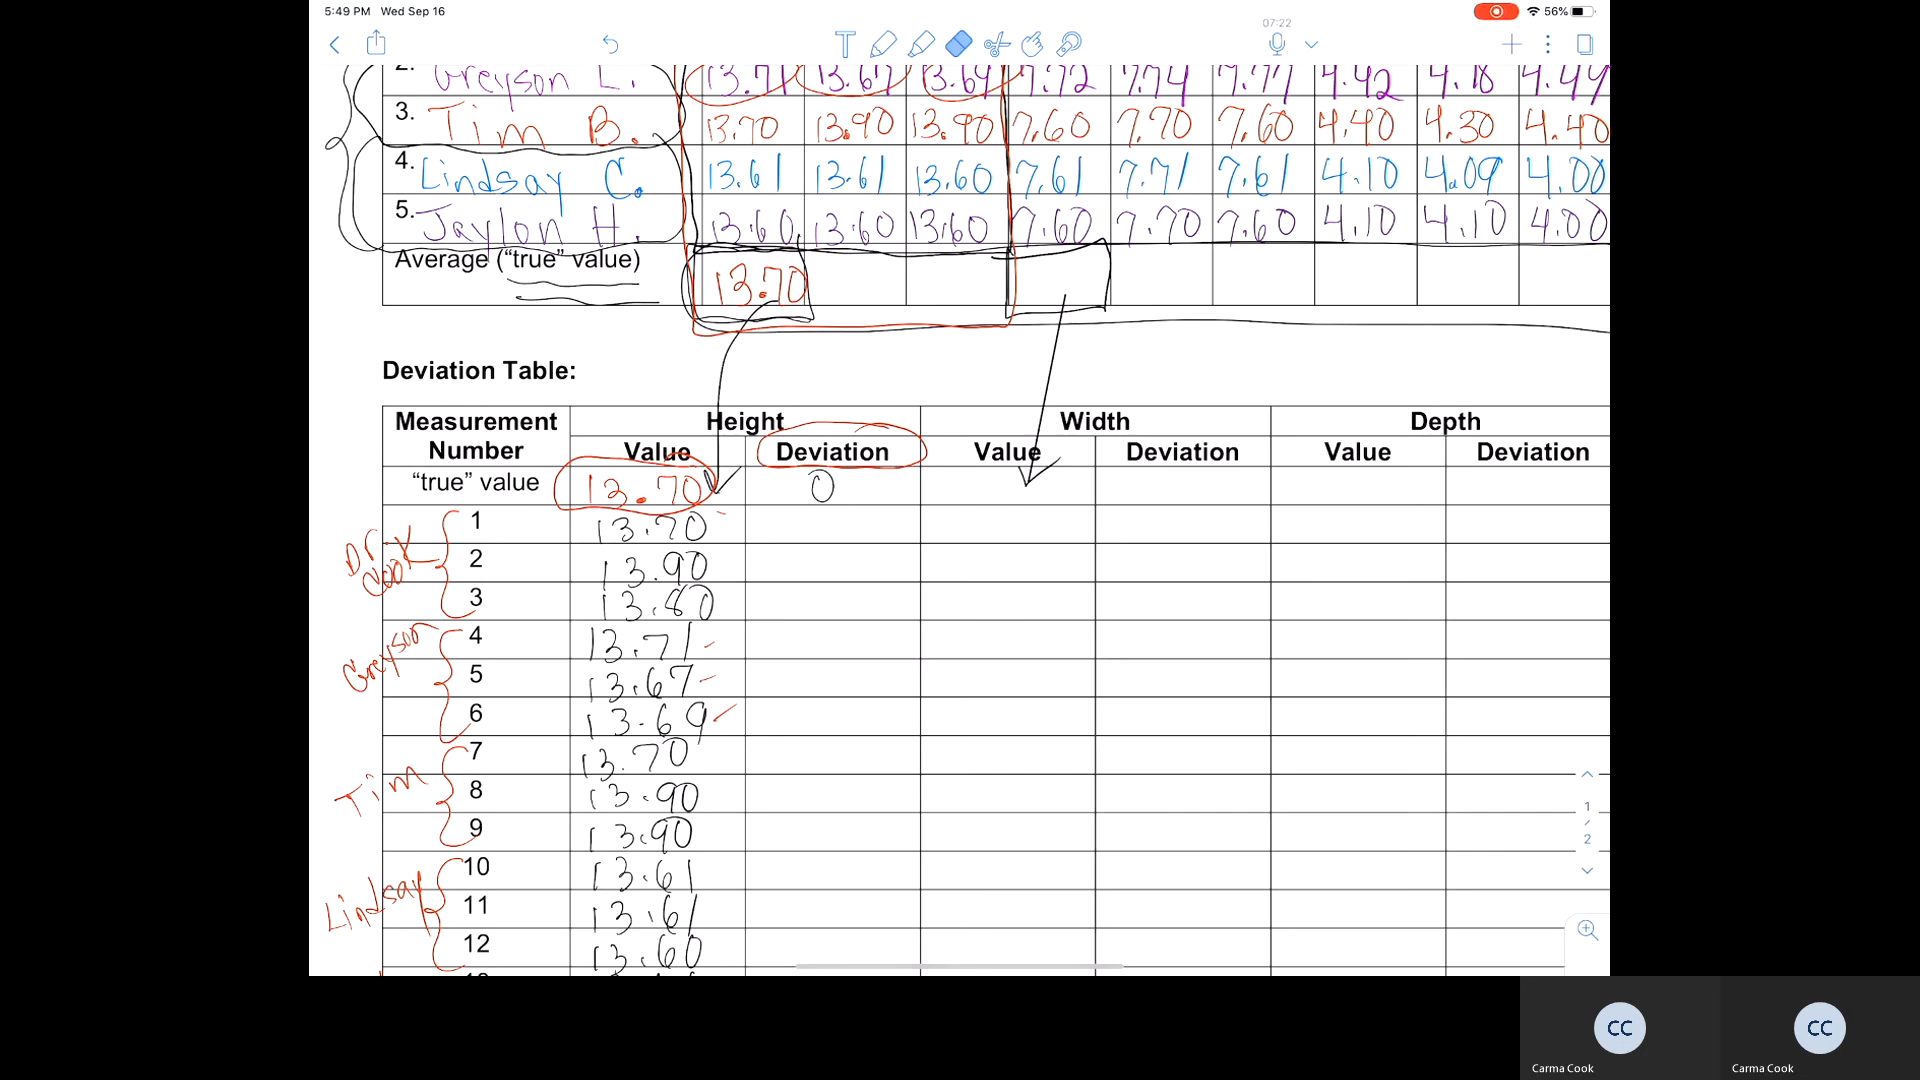 5:49 PM Wed Sep 16
56%
07:22
2. Greyson L. 13.71 13.67 13.69 7.72 7.74 7.77 4.42 4.18 4.44
3. Tim B. 13.70 13.90 13.90 7.60 7.70 7.60 4.40 4.30 4.40
4. Lindsay C. 13.61 13.61 13.60 7.61 7.71 7.61 4.10 4.09 4.00
5. Jaylon H. 13.60 13.60 13.60 7.60 7.70 7.60 4.10 4.10 4.00
Average (“true” value) 13.70
Deviation Table:
Measurement Number Height Width Depth
Value Deviation Value Deviation Value Deviation
“true” value 13.70 0
Dr. Cook
1 13.70
2 13.90
3 13.80
Greyson
4 13.71
5 13.67
6 13.69
Tim
7 13.70
8 13.90
9 13.90
Lindsay
10 13.61
11 13.61
12 13.60
1
2
CC CC
Carma Cook Carma Cook